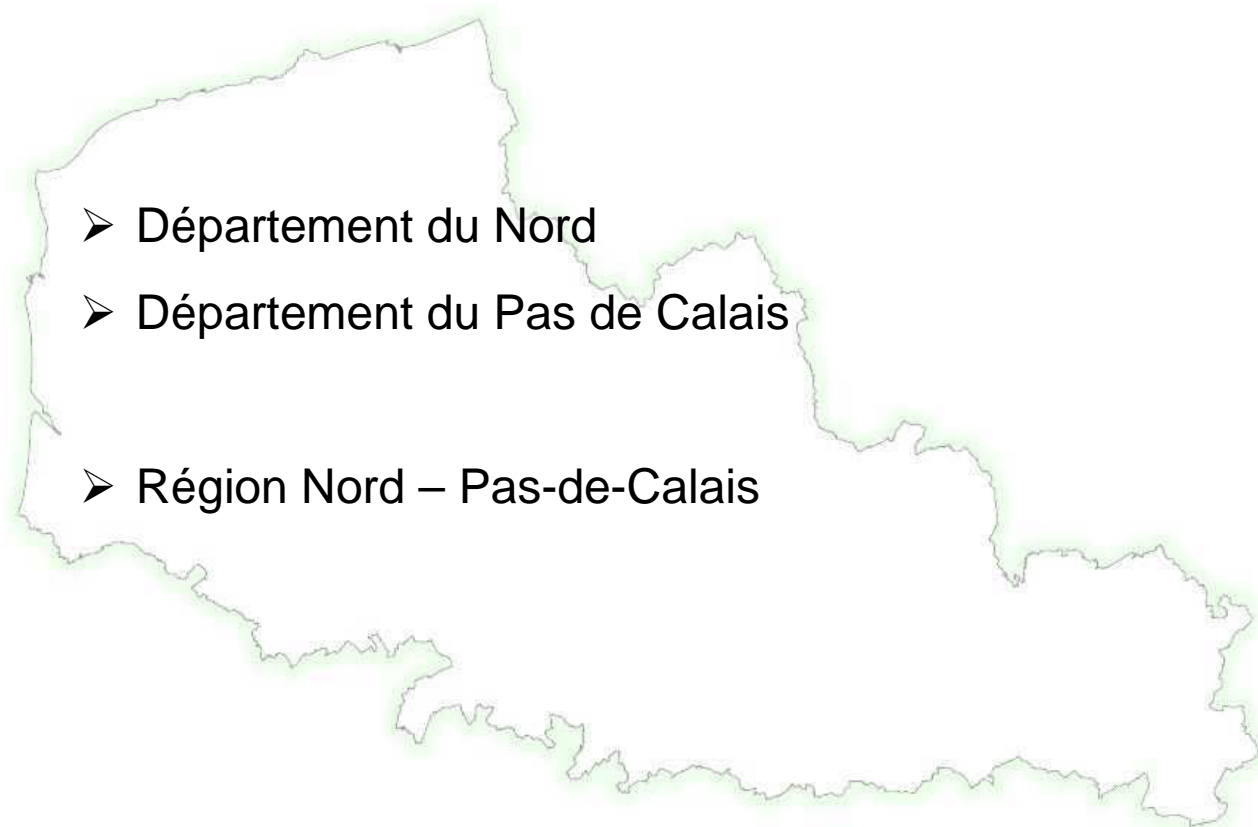 ➢ Département du Nord
➢ Département du Pas de Calais
➢ Région Nord – Pas-de-Calais